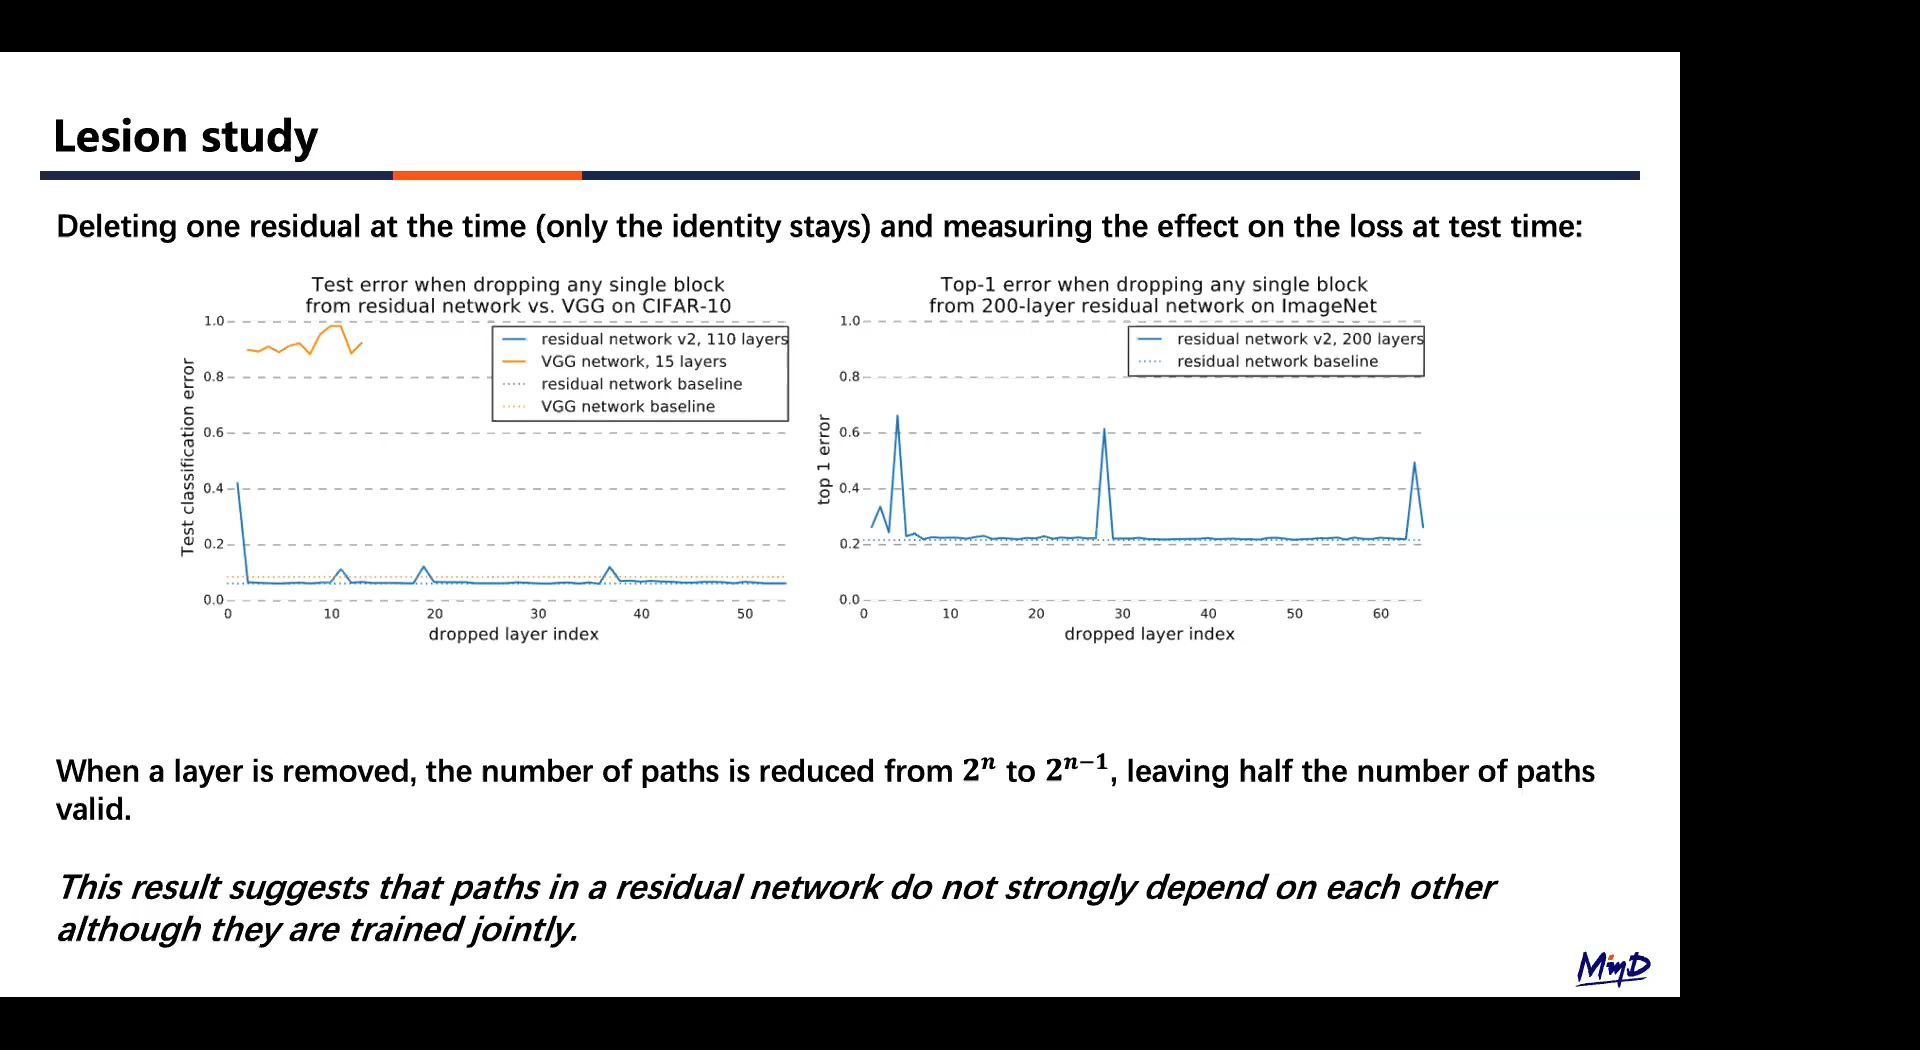 Lesion study
Deleting one residual at the time (only the identity stays) and measuring the effect on the loss at test time:
Test error when dropping any single block
from residual network vs. VGG on CIFAR-10
1.0
0.8
0.6
0.4
0.2
0.0
Test classification error
residual network v2, 110 layers
VGG network, 15 layers
residual network baseline
VGG network baseline
0 10 20 30 40 50
dropped layer index
Top-1 error when dropping any single block
from 200-layer residual network on ImageNet
1.0
0.8
0.6
0.4
0.2
0.0
top 1 error
residual network v2, 200 layers
residual network baseline
0 10 20 30 40 50 60
dropped layer index
When a layer is removed, the number of paths is reduced from 2ⁿ to 2ⁿ⁻¹, leaving half the number of paths
valid.
This result suggests that paths in a residual network do not strongly depend on each other
although they are trained jointly.
MinD